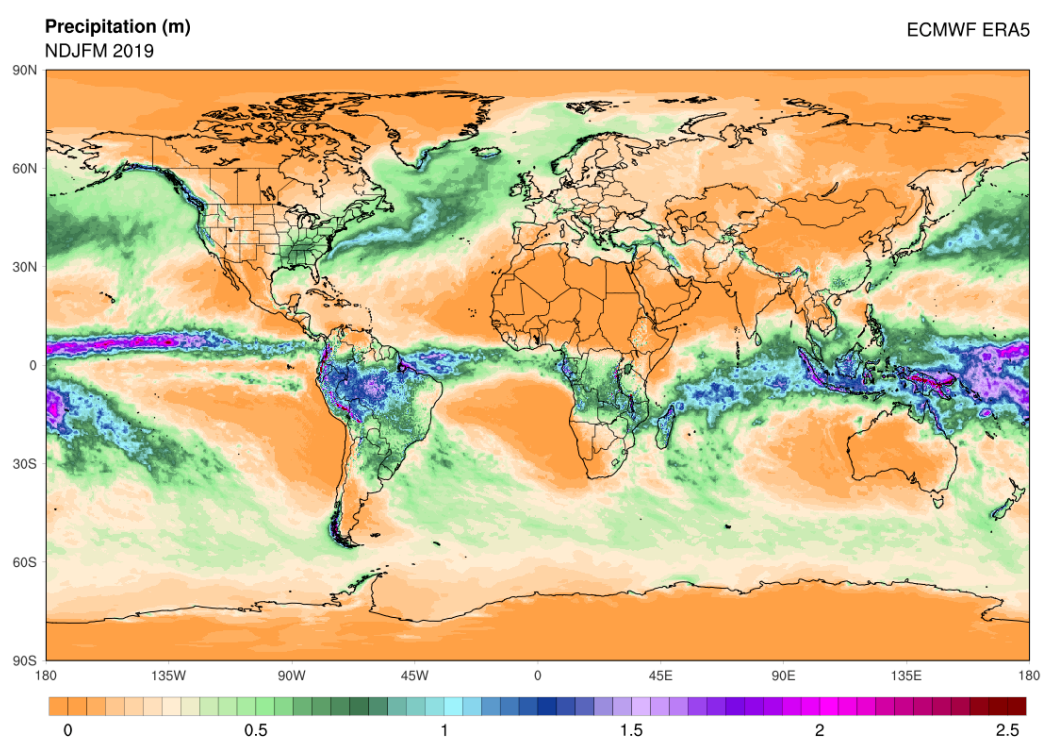 Precipitation (m)
ECMWF ERA5
NDJFM 2019
90N
60N
30N
0
30S
60S
90S
180 135W 90W 45W 0 45E 90E 135E 180
0 0.5 1 1.5 2 2.5